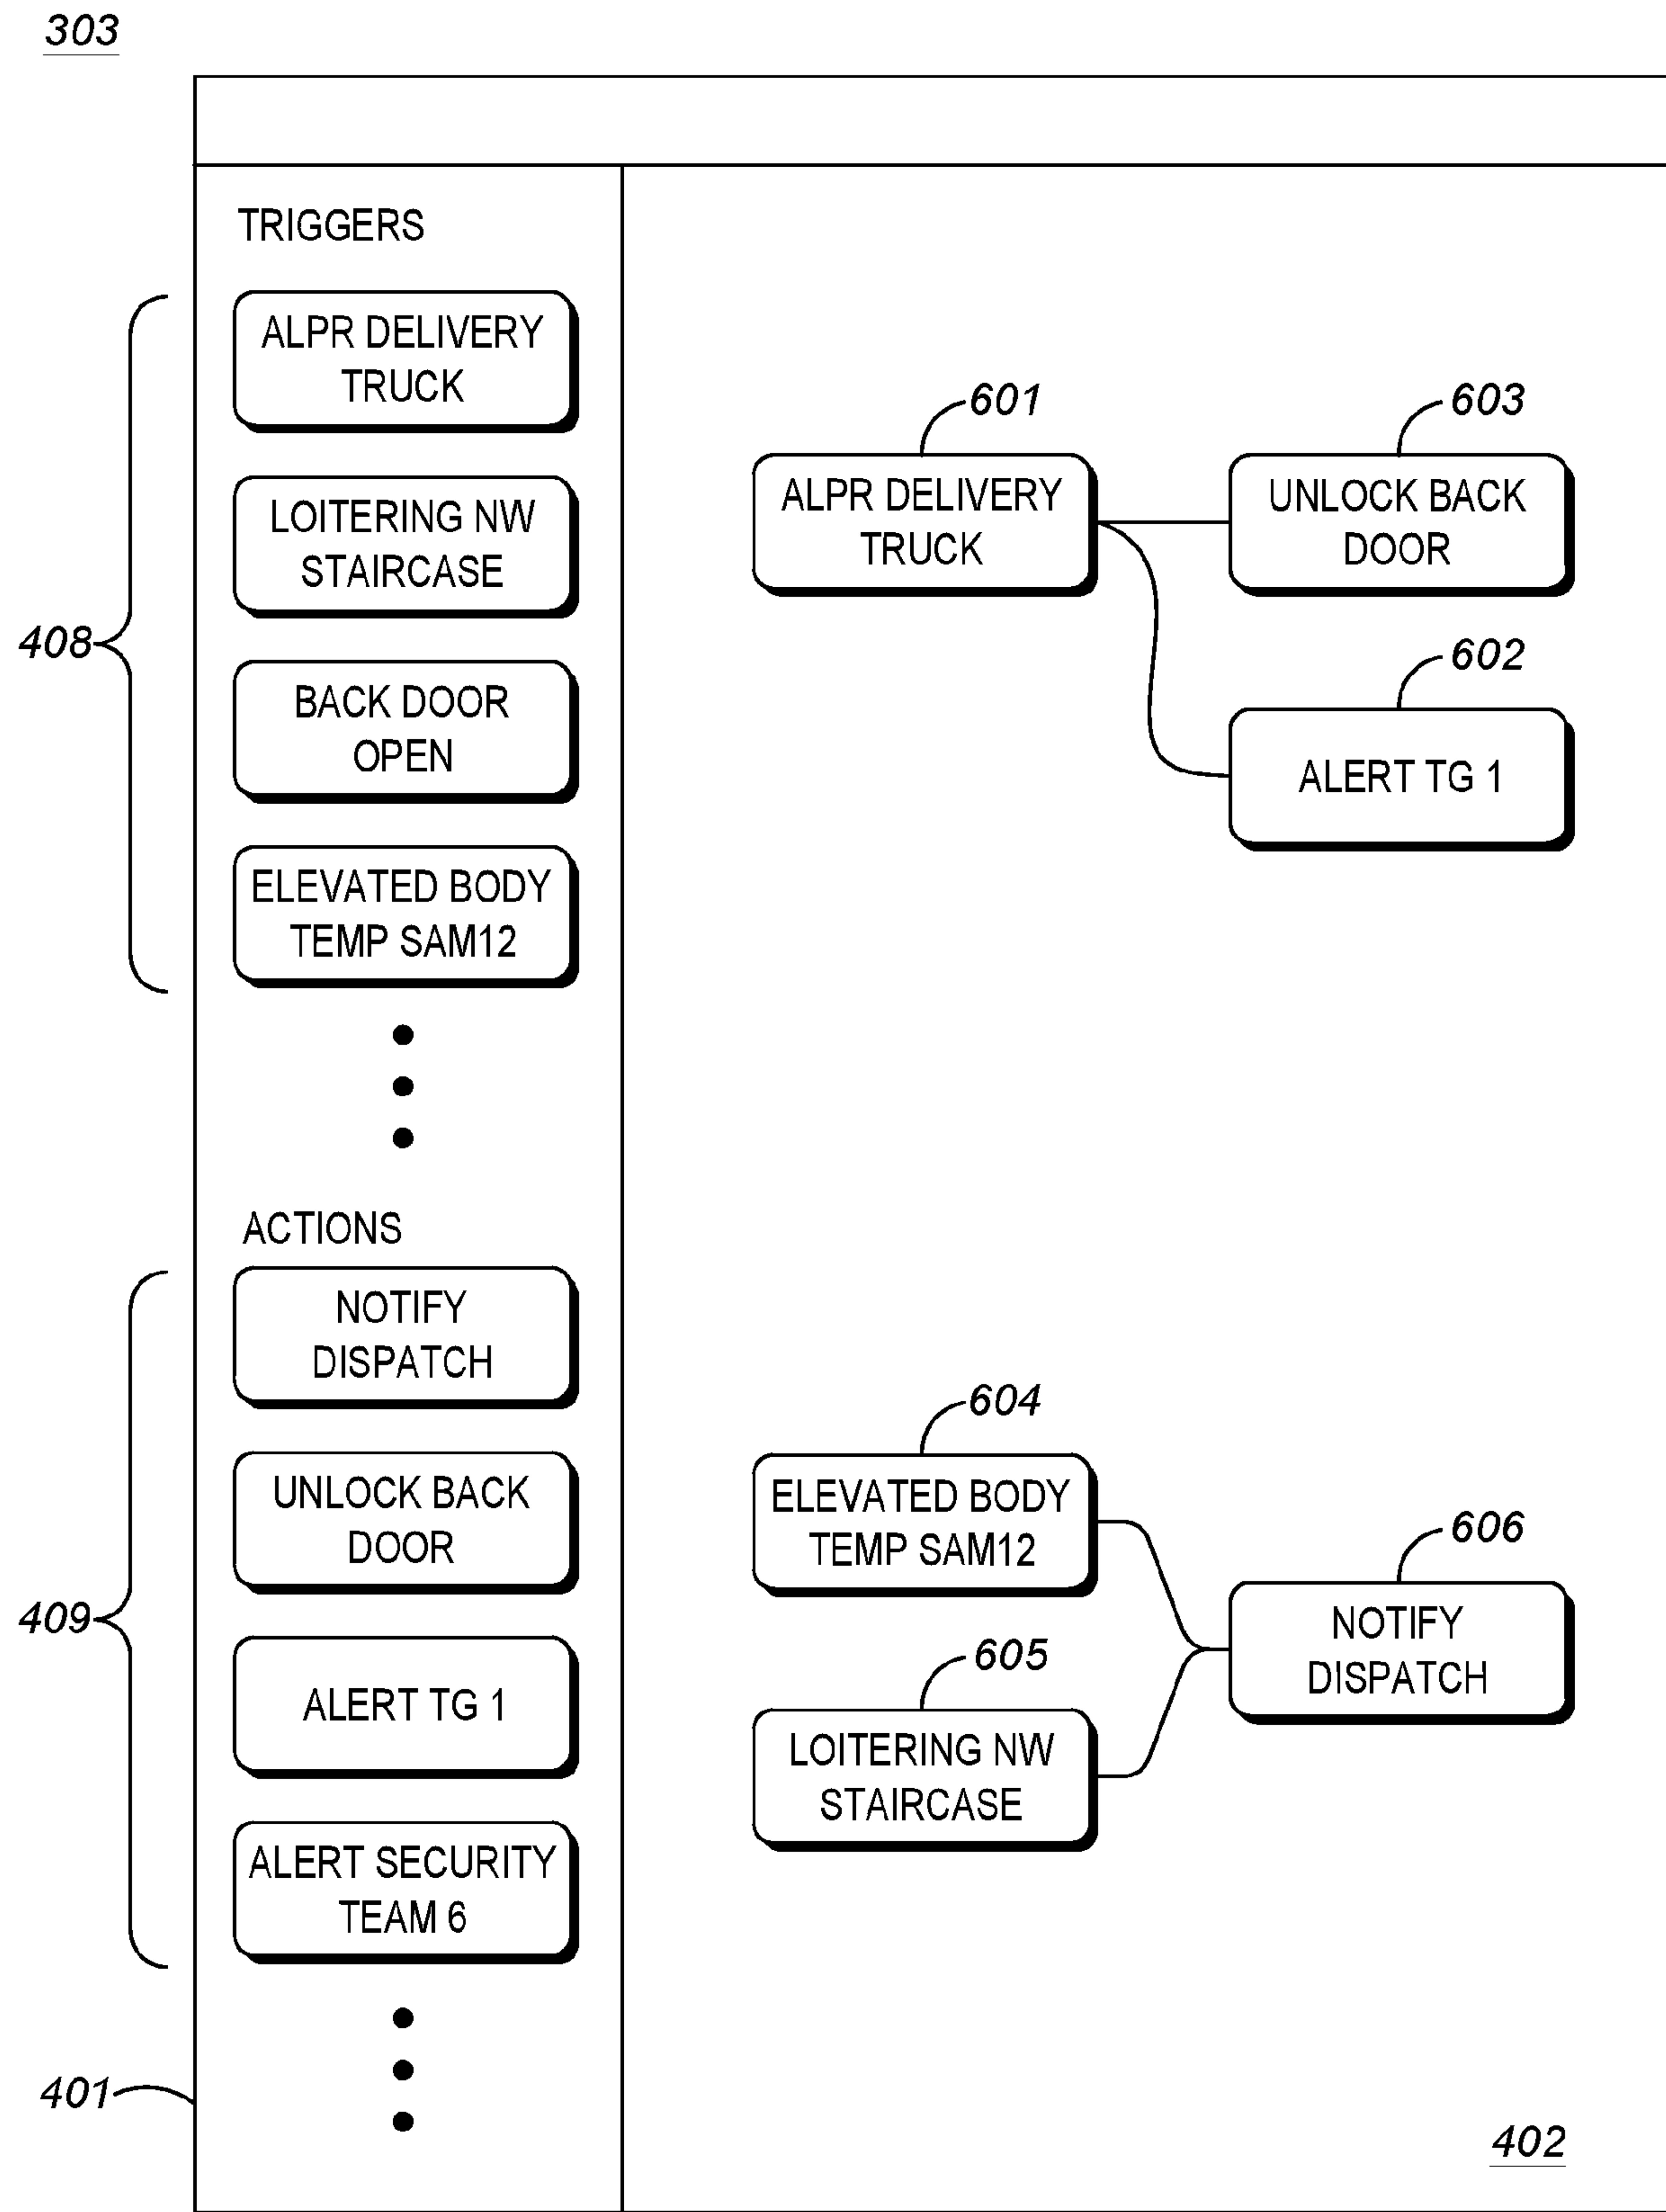 303
TRIGGERS
ALPR DELIVERY
TRUCK
LOITERING NW
STAIRCASE
408
BACK DOOR
OPEN
ELEVATED BODY
TEMP SAM12
ACTIONS
NOTIFY
DISPATCH
UNLOCK BACK
DOOR
409
ALERT TG 1
ALERT SECURITY
TEAM 6
401
601
ALPR DELIVERY
TRUCK
603
UNLOCK BACK
DOOR
602
ALERT TG 1
604
ELEVATED BODY
TEMP SAM12
605
LOITERING NW
STAIRCASE
606
NOTIFY
DISPATCH
402